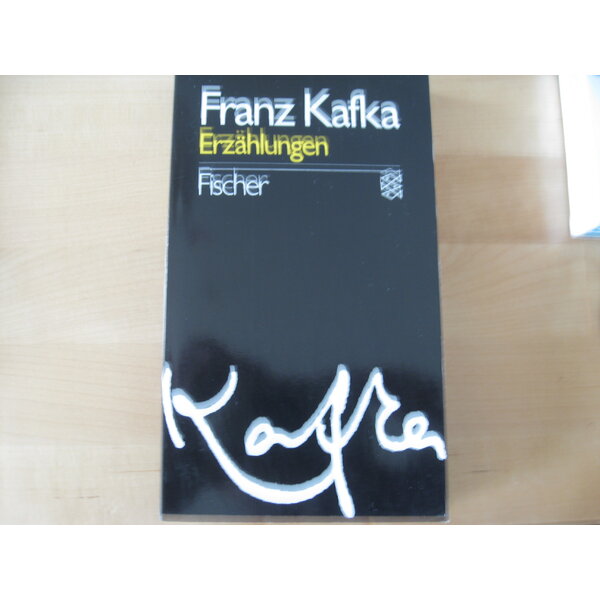 Franz Kafka
Erzählungen
Fischer
Kafka